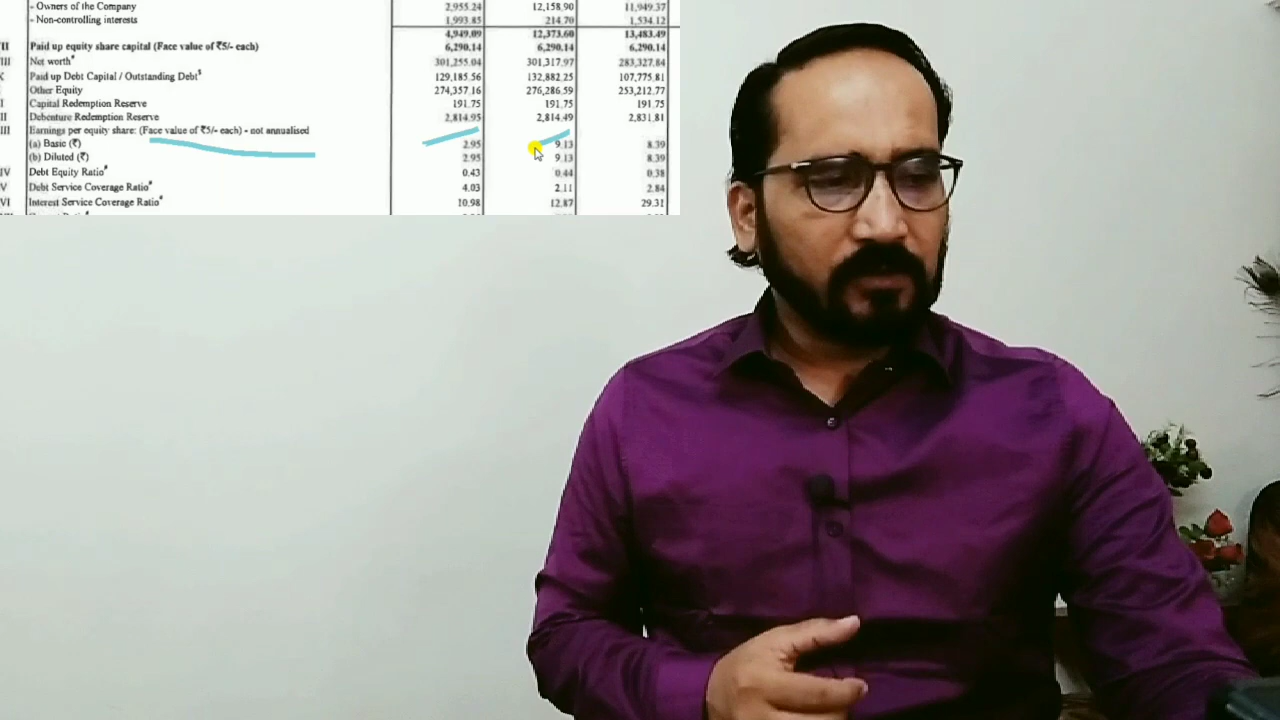 - Owners of the Company 2,955.24 12,158.90 11,949.37
- Non-controlling interests 1,993.85 214.70 1,534.12
4,949.09 12,373.60 13,483.49
II Paid up equity share capital (Face value of ₹5/- each) 6,290.14 6,290.14 6,290.14
III Net worth# 301,255.04 301,317.97 283,327.84
X Paid up Debt Capital / Outstanding Debt$ 129,185.56 132,882.25 107,775.81
Other Equity 274,357.16 276,286.59 253,212.77
I Capital Redemption Reserve 191.75 191.75 191.75
II Debenture Redemption Reserve 2,814.95 2,814.49 2,831.81
III Earnings per equity share: (Face value of ₹5/- each) - not annualised
(a) Basic (₹) 2.95 9.13 8.39
(b) Diluted (₹) 2.95 9.13 8.39
IV Debt Equity Ratio# 0.43 0.44 0.38
V Debt Service Coverage Ratio# 4.03 2.11 2.84
VI Interest Service Coverage Ratio# 10.98 12.87 29.31